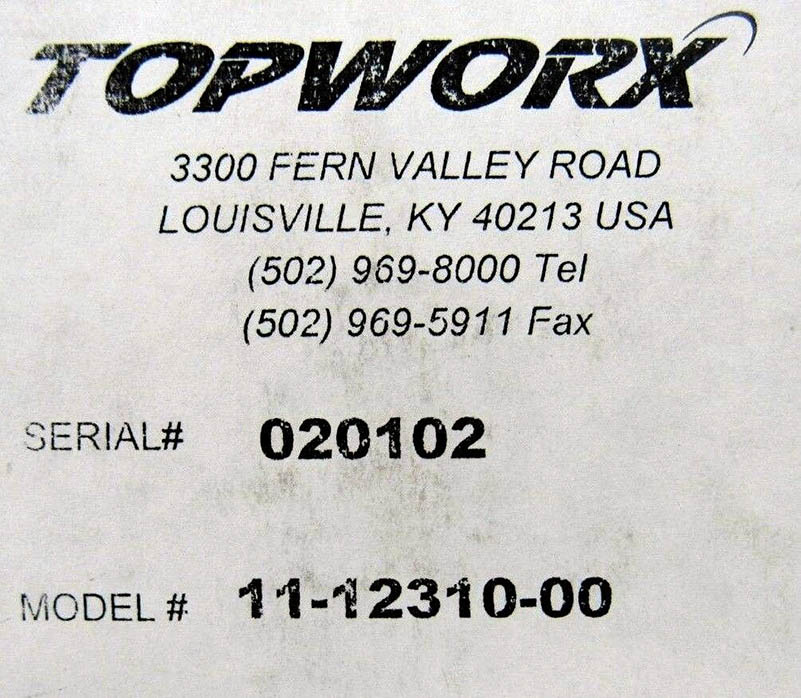 TOPWORX
3300 FERN VALLEY ROAD
LOUISVILLE, KY 40213 USA
(502) 969-8000 Tel
(502) 969-5911 Fax
SERIAL# 020102
MODEL # 11-12310-00